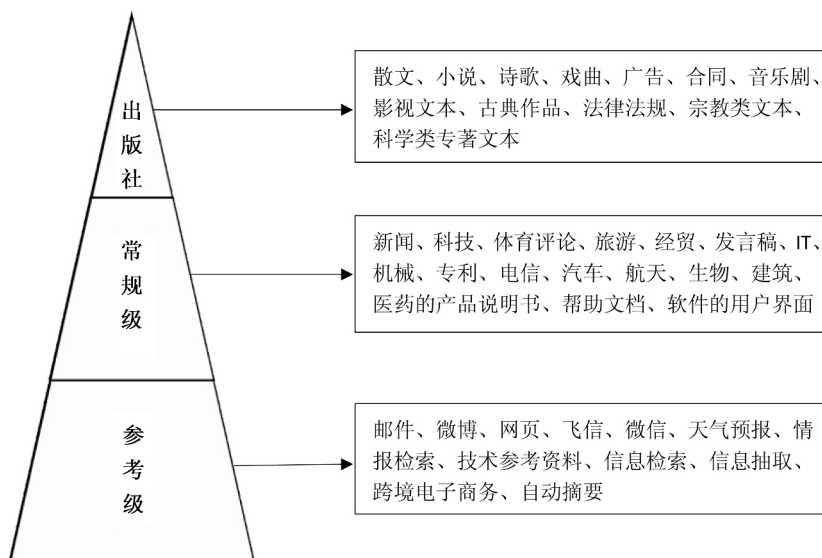 出版社
散文、小说、诗歌、戏曲、广告、合同、音乐剧、
影视文本、古典作品、法律法规、宗教类文本、
科学类专著文本
常规级
新闻、科技、体育评论、旅游、经贸、发言稿、IT、
机械、专利、电信、汽车、航天、生物、建筑、
医药的产品说明书、帮助文档、软件的用户界面
参考级
邮件、微博、网页、飞信、微信、天气预报、情
报检索、技术参考资料、信息检索、信息抽取、
跨境电子商务、自动摘要